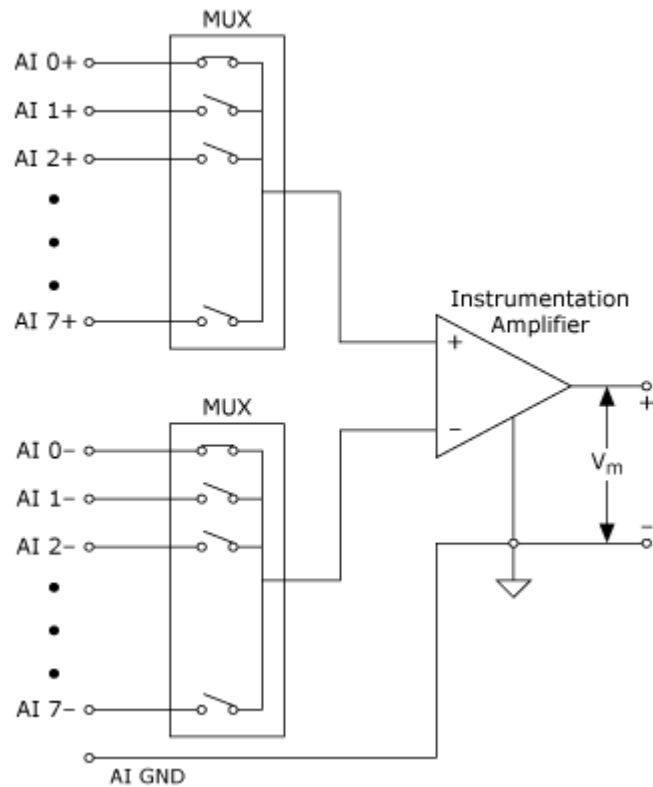 MUX
AI 0+
AI 1+
AI 2+
AI 7+
Instrumentation
Amplifier
+
−
+
Vm
−
MUX
AI 0−
AI 1−
AI 2−
AI 7−
AI GND